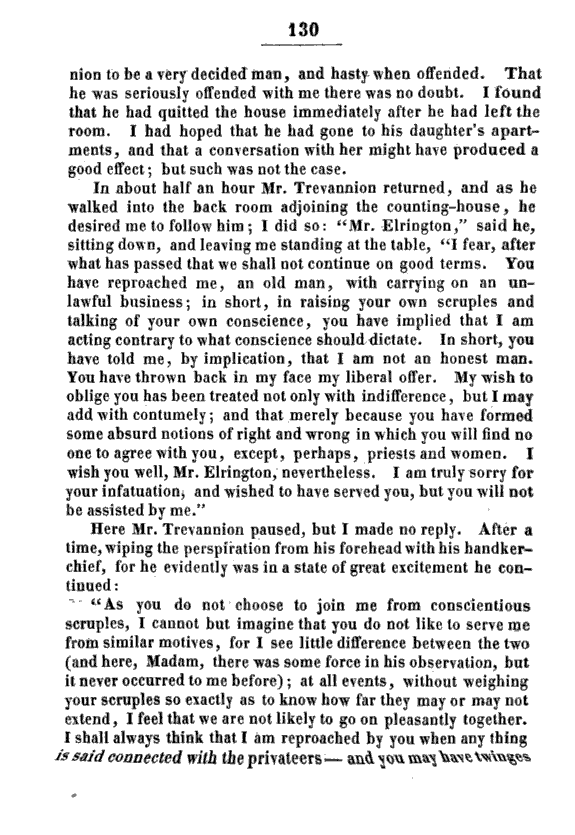 130
nion to be a very decided man, and hasty when offended. That
he was seriously offended with me there was no doubt. I found
that he had quitted the house immediately after he had left the
room. I had hoped that he had gone to his daughter's apart-
ments, and that a conversation with her might have produced a
good effect; but such was not the case.
In about half an hour Mr. Trevannion returned, and as he
walked into the back room adjoining the counting-house, he
desired me to follow him; I did so: “Mr. Elrington,” said he,
sitting down, and leaving me standing at the table, “I fear, after
what has passed that we shall not continue on good terms. You
have reproached me, an old man, with carrying on an un-
lawful business; in short, in raising your own scruples and
talking of your own conscience, you have implied that I am
acting contrary to what conscience should dictate. In short, you
have told me, by implication, that I am not an honest man.
You have thrown back in my face my liberal offer. My wish to
oblige you has been treated not only with indifference, but I may
add with contumely; and that merely because you have formed
some absurd notions of right and wrong in which you will find no
one to agree with you, except, perhaps, priests and women. I
wish you well, Mr. Elrington, nevertheless. I am truly sorry for
your infatuation, and wished to have served you, but you will not
be assisted by me.”
Here Mr. Trevannion paused, but I made no reply. After a
time, wiping the perspiration from his forehead with his handker-
chief, for he evidently was in a state of great excitement he con-
tinued:
“As you do not choose to join me from conscientious
scruples, I cannot but imagine that you do not like to serve me
from similar motives, for I see little difference between the two
(and here, Madam, there was some force in his observation, but
it never occurred to me before); at all events, without weighing
your scruples so exactly as to know how far they may or may not
extend, I feel that we are not likely to go on pleasantly together.
I shall always think that I am reproached by you when any thing
is said connected with the privateers — and you may have twinges